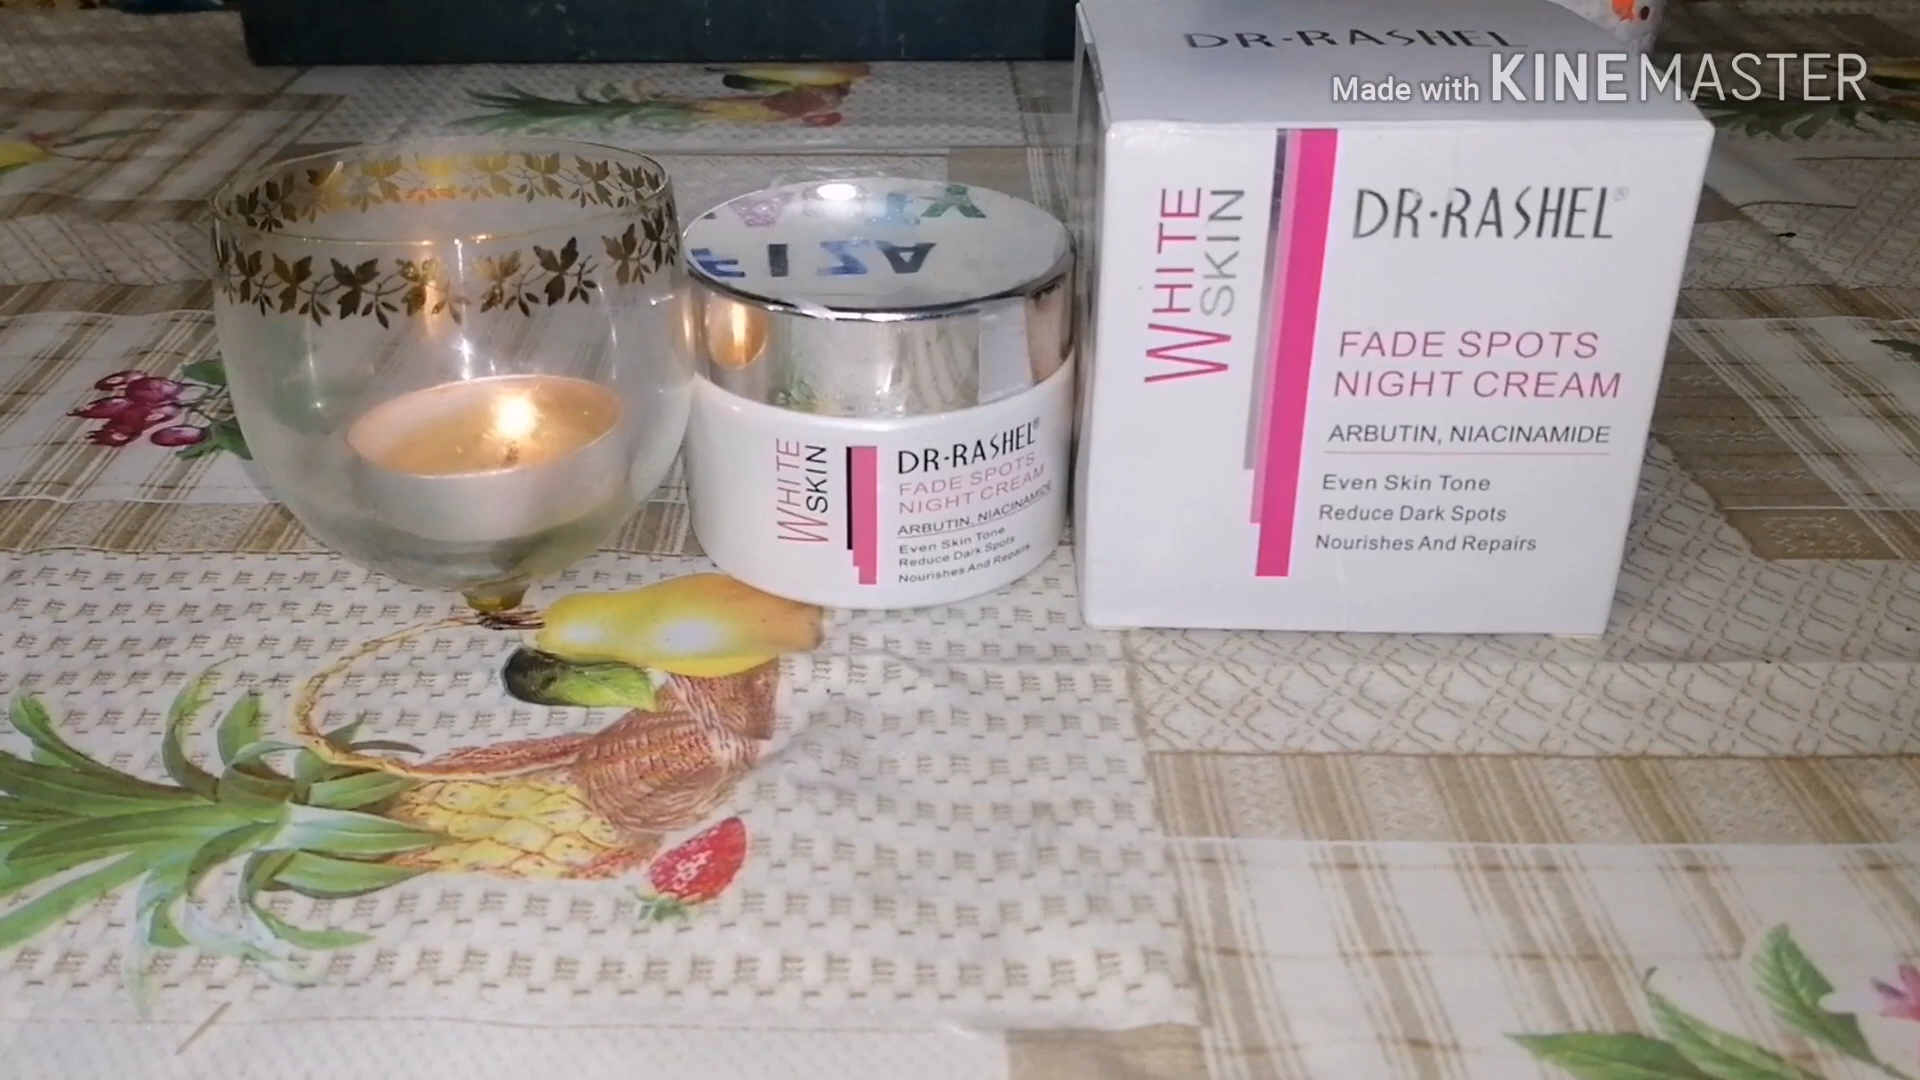 DR·RASHEL
Made with KINEMASTER
WHITE
SKIN
DR·RASHEL®
FADE SPOTS
NIGHT CREAM
ARBUTIN, NIACINAMIDE
Even Skin Tone
Reduce Dark Spots
Nourishes And Repairs
WHITE
SKIN
DR·RASHEL®
FADE SPOTS
NIGHT CREAM
ARBUTIN, NIACINAMIDE
Even Skin Tone
Reduce Dark Spots
Nourishes And Repairs